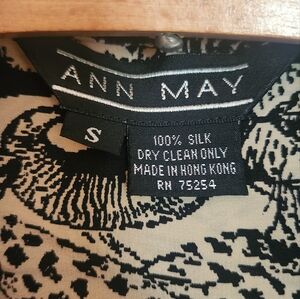 ANN MAY
S
100% SILK
DRY CLEAN ONLY
MADE IN HONG KONG
RN 75254